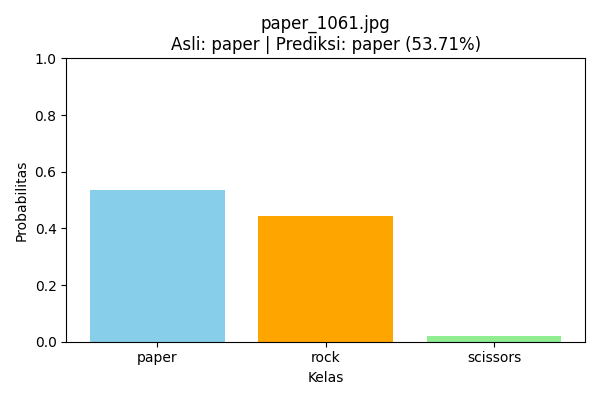 paper_1061.jpg
Asli: paper | Prediksi: paper (53.71%)
1.0
0.8
0.6
0.4
0.2
0.0
Probabilitas
paper
rock
scissors
Kelas